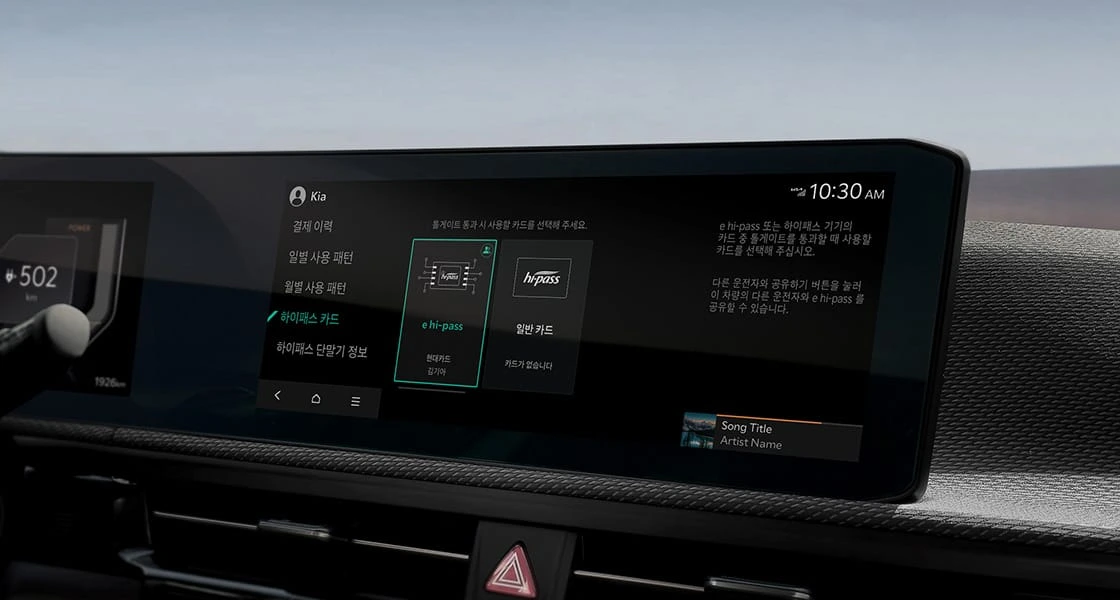 POWER
502
km
1926km
Kia
10:30 AM
결제 이력
일별 사용 패턴
월별 사용 패턴
하이패스 카드
하이패스 단말기 정보
톨게이트 통과 시 사용할 카드를 선택해 주세요.
hi-pass
e hi-pass
현대카드
김기아
hi-pass
일반 카드
카드가 없습니다
e hi-pass 또는 하이패스 기기의
카드 중 톨게이트를 통과할 때 사용할
카드를 선택해 주십시오.
다른 운전자와 공유하기 버튼을 눌러
이 차량의 다른 운전자와 e hi-pass 를
공유할 수 있습니다.
Song Title
Artist Name